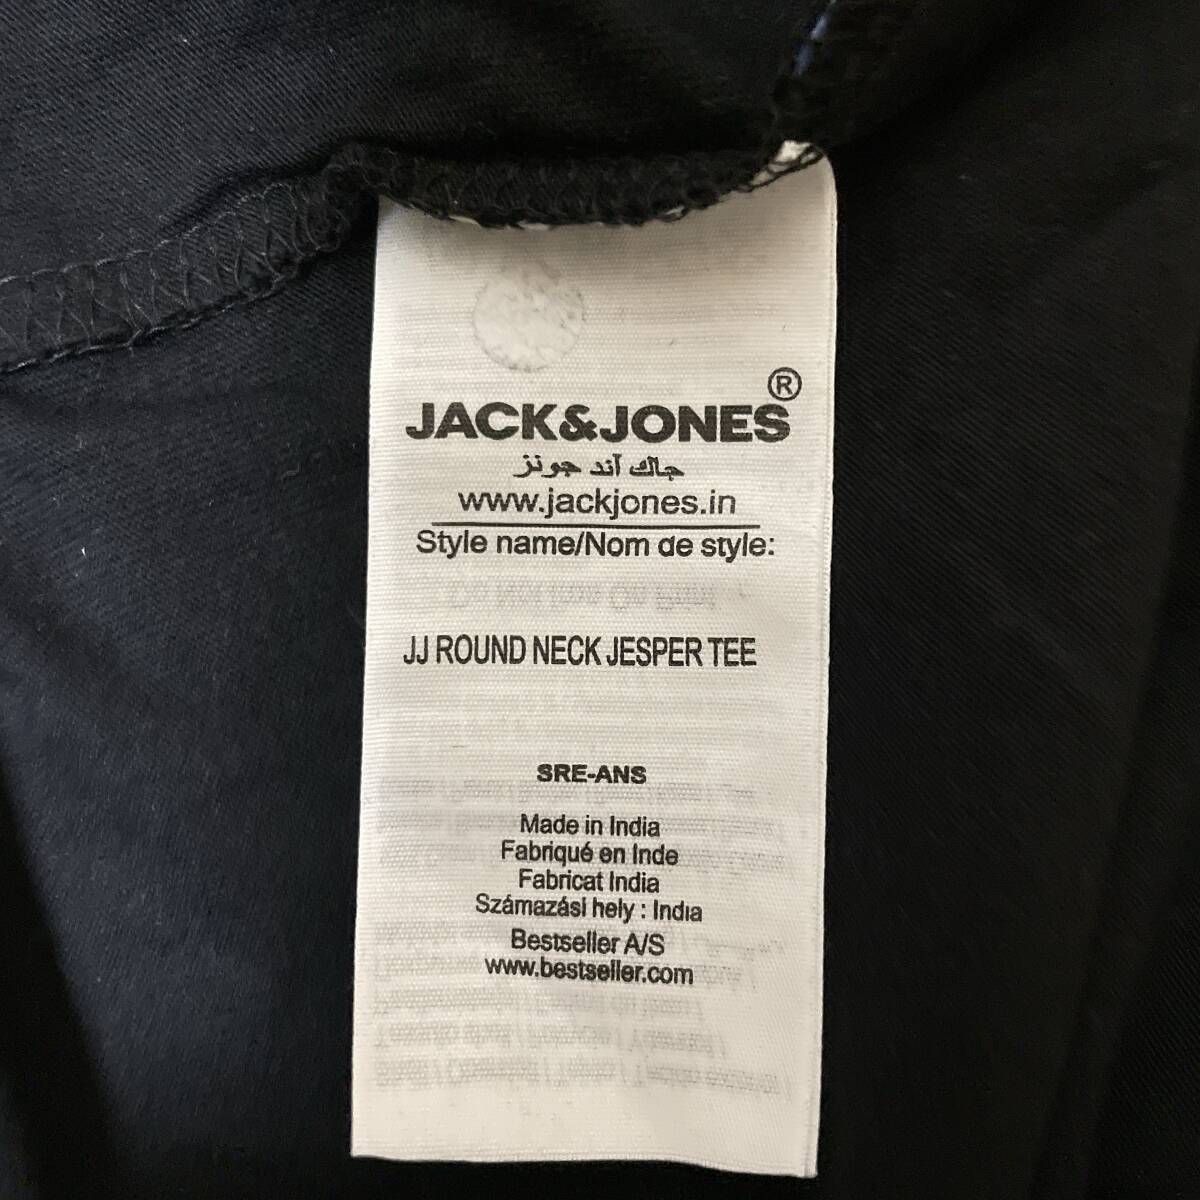 JACK&JONES®
جاك آند جونز
www.jackjones.in
Style name/Nom de style:
JJ ROUND NECK JESPER TEE
SRE-ANS
Made in India
Fabriqué en Inde
Fabricat India
Származási hely : India
Bestseller A/S
www.bestseller.com